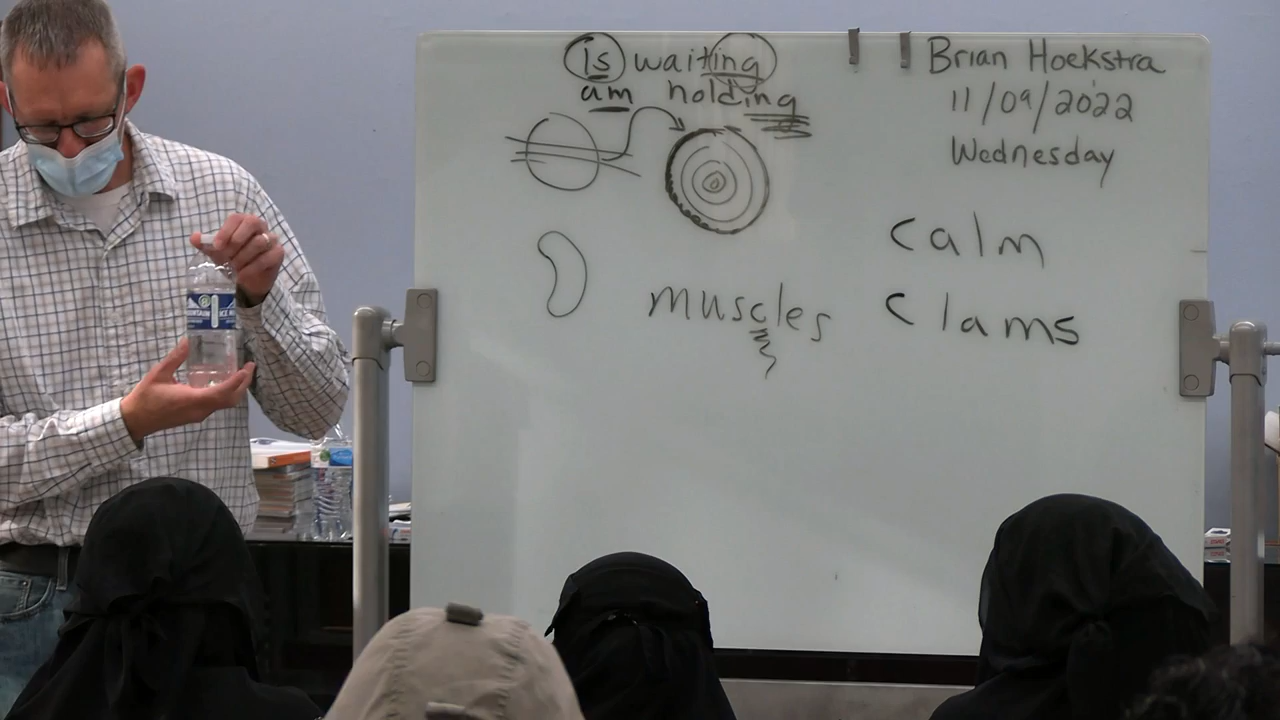 is waiting
am holding
Brian Hoekstra
11/09/2022
Wednesday
calm
muscles
clams